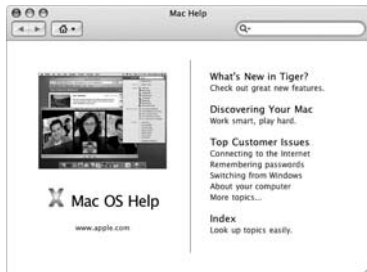 Mac Help
Mac OS Help
www.apple.com
What's New in Tiger?
Check out great new features.
Discovering Your Mac
Work smart, play hard.
Top Customer Issues
Connecting to the Internet
Remembering passwords
Switching from Windows
About your computer
More topics...
Index
Look up topics easily.